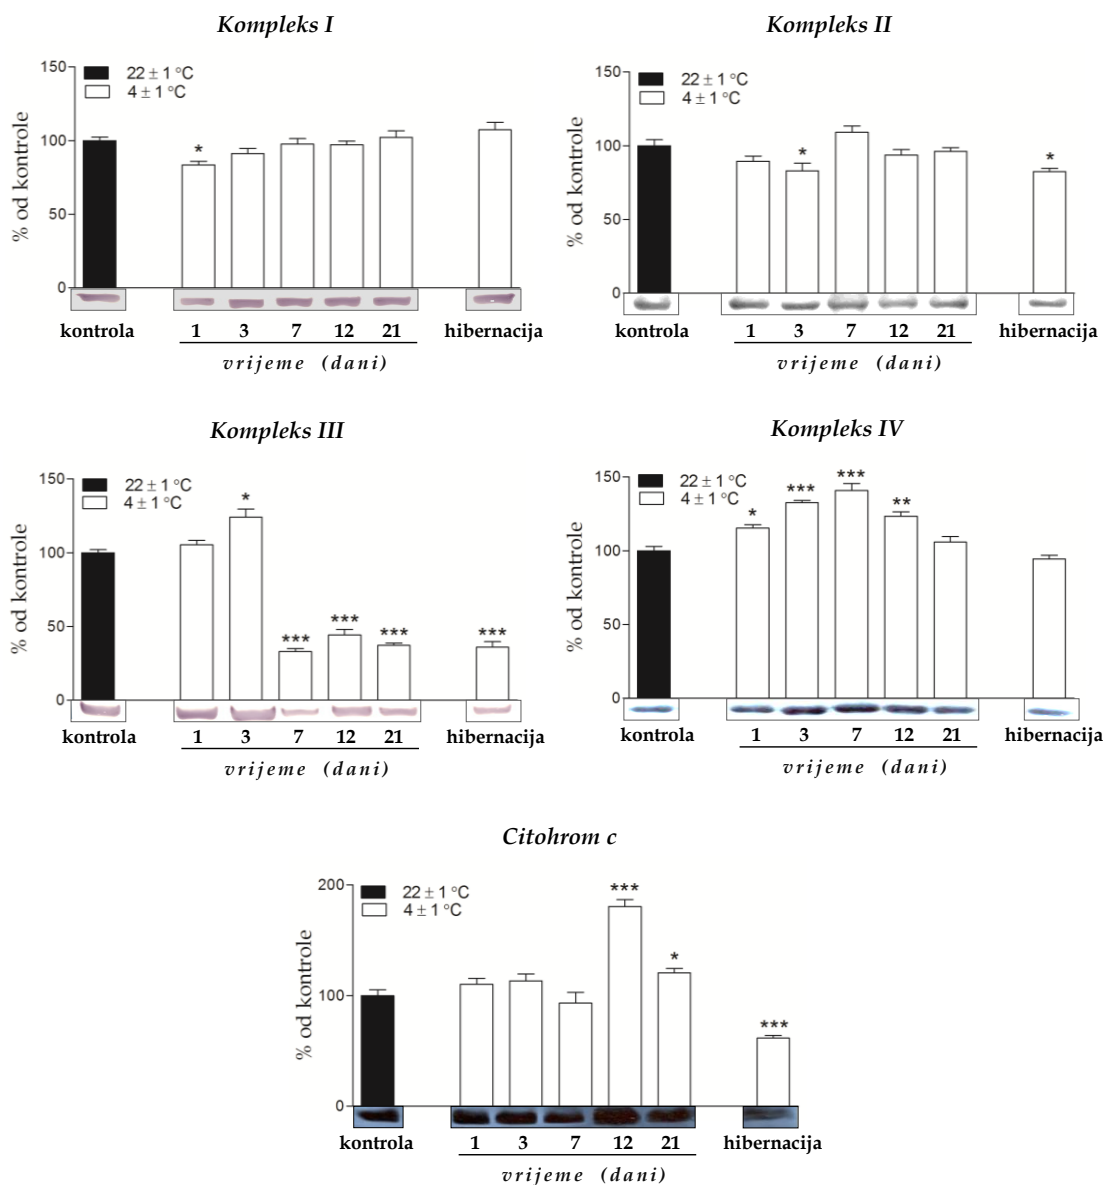 Kompleks I
150
100
50
0
% od kontrole
22 ± 1 °C
4 ± 1 °C
*
kontrola 1 3 7 12 21 hibernacija
vrijeme (dani)
Kompleks II
150
100
50
0
% od kontrole
22 ± 1 °C
4 ± 1 °C
* *
kontrola 1 3 7 12 21 hibernacija
vrijeme (dani)
Kompleks III
150
100
50
0
% od kontrole
22 ± 1 °C
4 ± 1 °C
* *** *** *** ***
kontrola 1 3 7 12 21 hibernacija
vrijeme (dani)
Kompleks IV
150
100
50
0
% od kontrole
22 ± 1 °C
4 ± 1 °C
* *** *** **
kontrola 1 3 7 12 21 hibernacija
vrijeme (dani)
Citohrom c
200
100
0
% od kontrole
22 ± 1 °C
4 ± 1 °C
*** * ***
kontrola 1 3 7 12 21 hibernacija
vrijeme (dani)